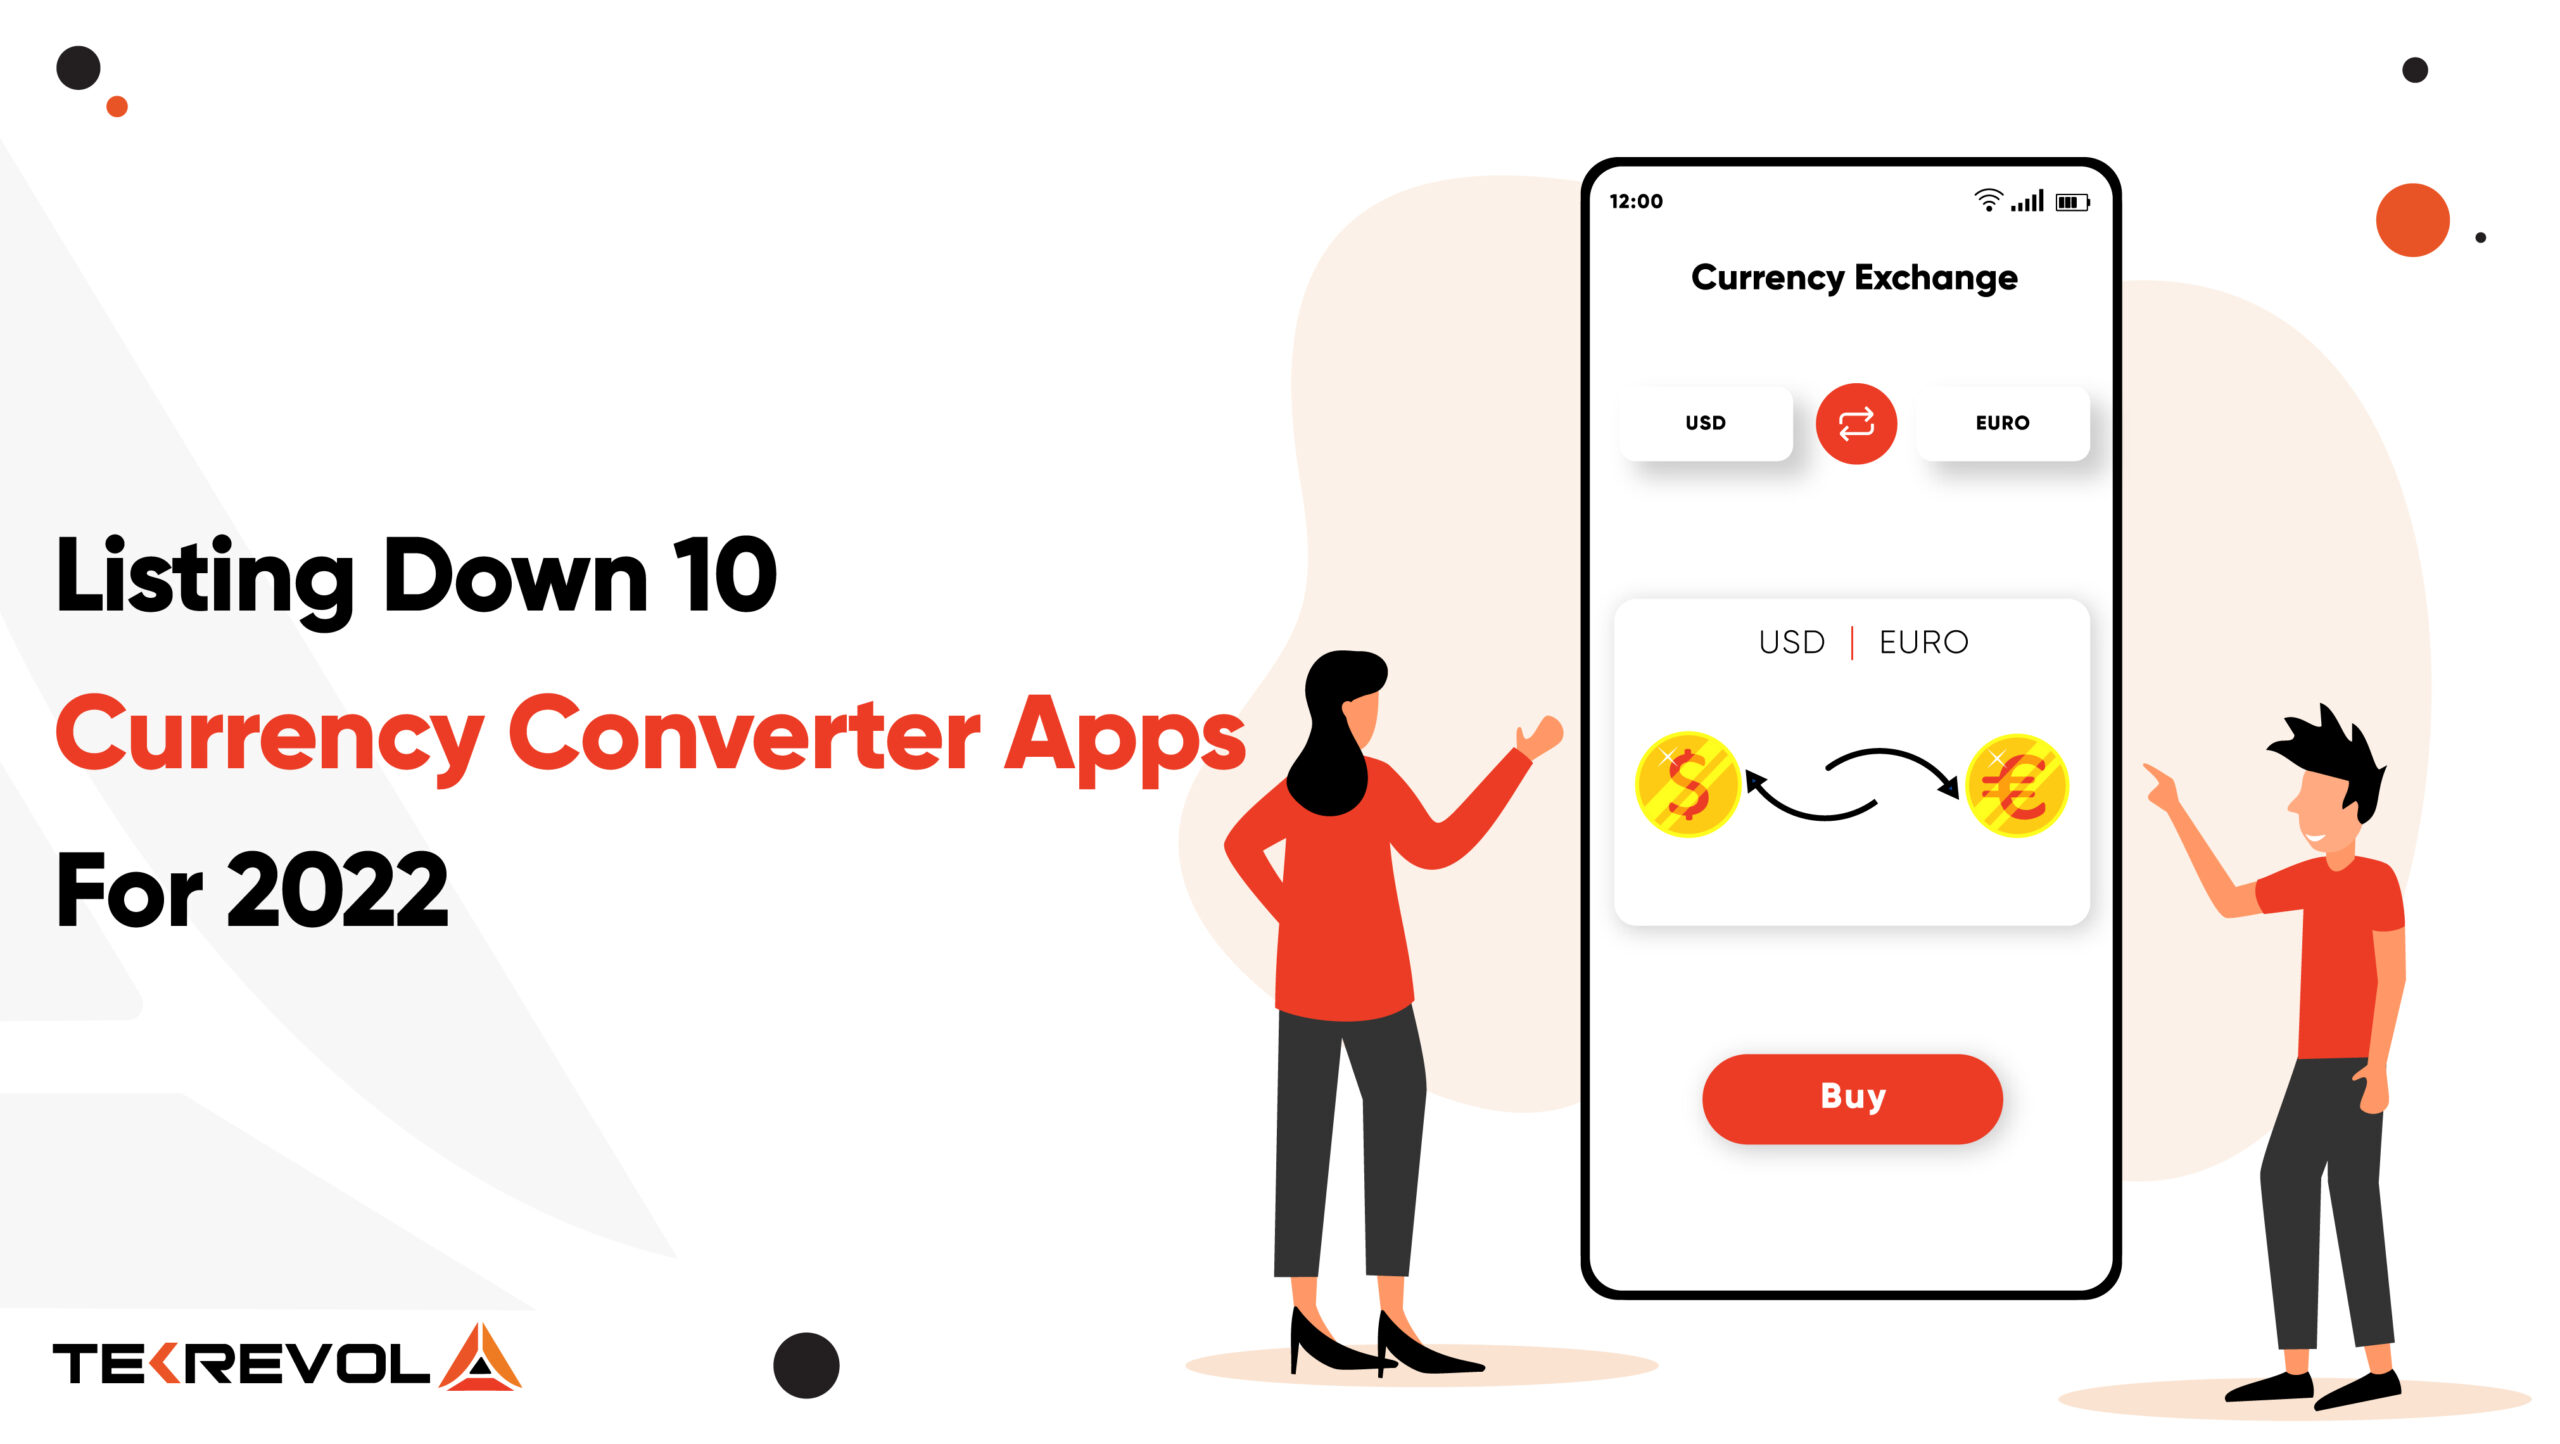 Listing Down 10
Currency Converter Apps
For 2022
TEKREVOL
12:00
Currency Exchange
USD
EURO
USD | EURO
$
€
Buy